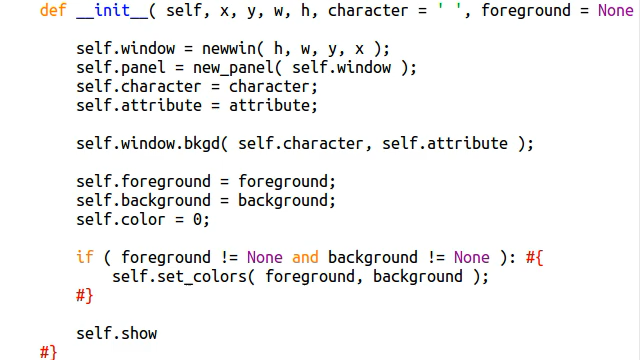 def __init__( self, x, y, w, h, character = ' ', foreground = None
self.window = newwin( h, w, y, x );
self.panel = new_panel( self.window );
self.character = character;
self.attribute = attribute;
self.window.bkgd( self.character, self.attribute );
self.foreground = foreground;
self.background = background;
self.color = 0;
if ( foreground != None and background != None ): #{
self.set_colors( foreground, background );
#}
self.show
#}